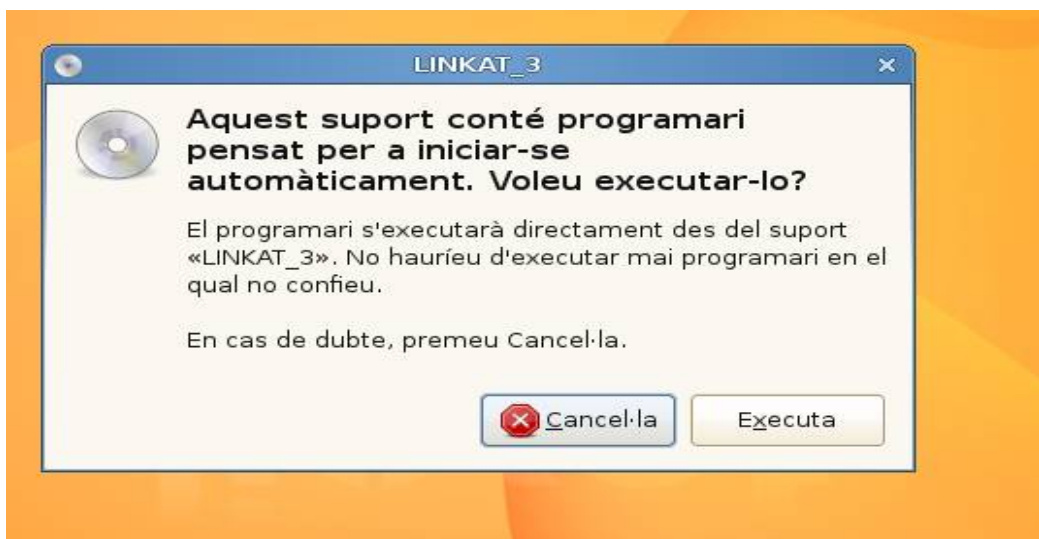 LINKAT_3
Aquest suport conté programari
pensat per a iniciar-se
automàticament. Voleu executar-lo?
El programari s'executarà directament des del suport
«LINKAT_3». No hauríeu d'executar mai programari en el
qual no confieu.
En cas de dubte, premeu Cancel·la.
Cancel·la
Executa